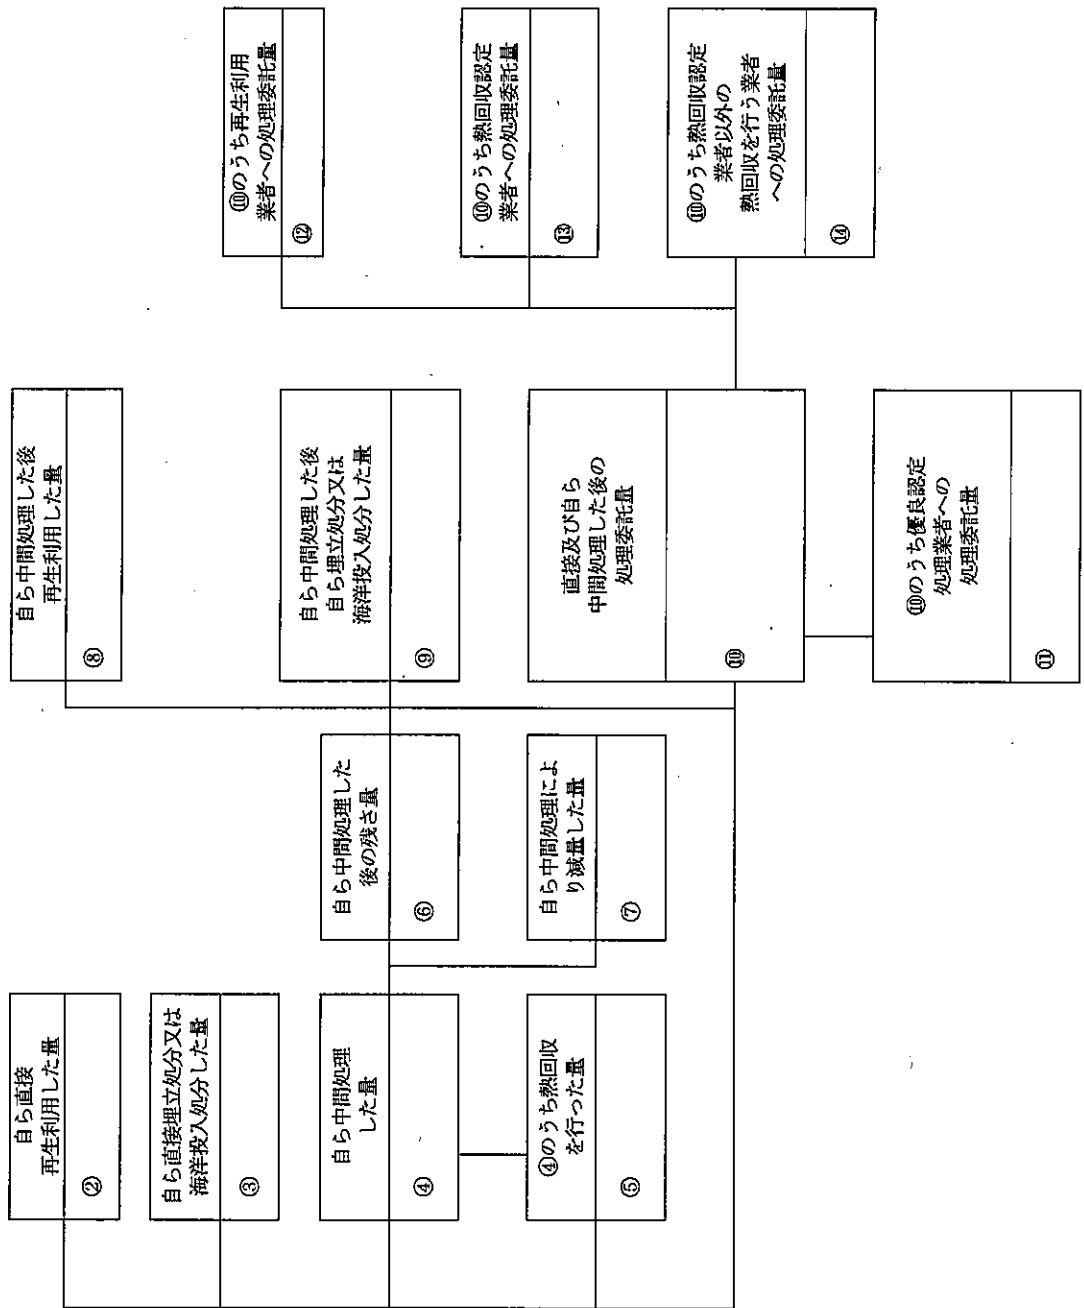 自ら直接
再生利用した量
②
自ら直接埋立処分又は
海洋投入処分した量
③
自ら中間処理
した量
④
④のうち熱回収
を行った量
⑤
自ら中間処理した
後の残さ量
⑥
自ら中間処理によ
り減量した量
⑦
自ら中間処理した後
再生利用した量
⑧
自ら中間処理した後
自ら埋立処分又は
海洋投入処分した量
⑨
直接及び自ら
中間処理した後の
処理委託量
⑩
⑩のうち優良認定
処理業者への
処理委託量
⑪
⑩のうち再生利用
業者への処理委託量
⑫
⑩のうち熱回収認定
業者への処理委託量
⑬
⑩のうち熱回収認定
業者以外の
熱回収を行う業者
への処理委託量
⑭